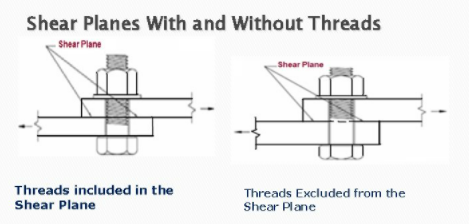 Shear Planes With and Without Threads
Shear Plane
Shear Plane
Threads included in the
Shear Plane
Threads Excluded from the
Shear Plane